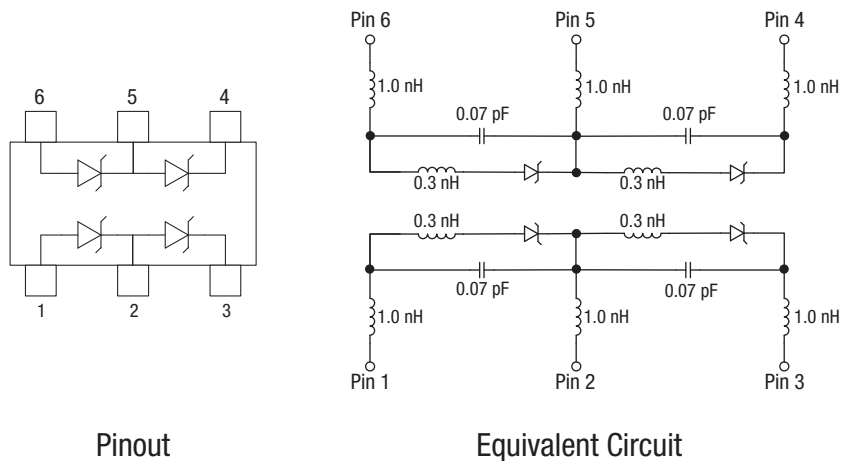 Pin 6 Pin 5 Pin 4
1.0 nH 1.0 nH 1.0 nH
0.07 pF 0.07 pF
6 5 4
0.3 nH 0.3 nH
0.3 nH 0.3 nH
0.07 pF 0.07 pF
1 2 3
1.0 nH 1.0 nH 1.0 nH
Pin 1 Pin 2 Pin 3
Pinout Equivalent Circuit